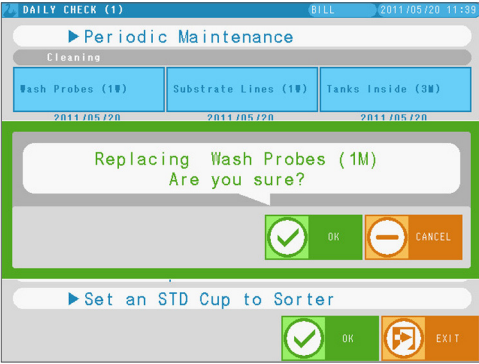 DAILY CHECK (1) BILL 2011/05/20 11:39
▶Periodic Maintenance
Cleaning
Wash Probes (1W) Substrate Lines (1W) Tanks Inside (3M)
2011/05/20 2011/05/20 2011/05/20
Replacing Wash Probes (1M)
Are you sure?
OK CANCEL
▶Set an STD Cup to Sorter
OK EXIT